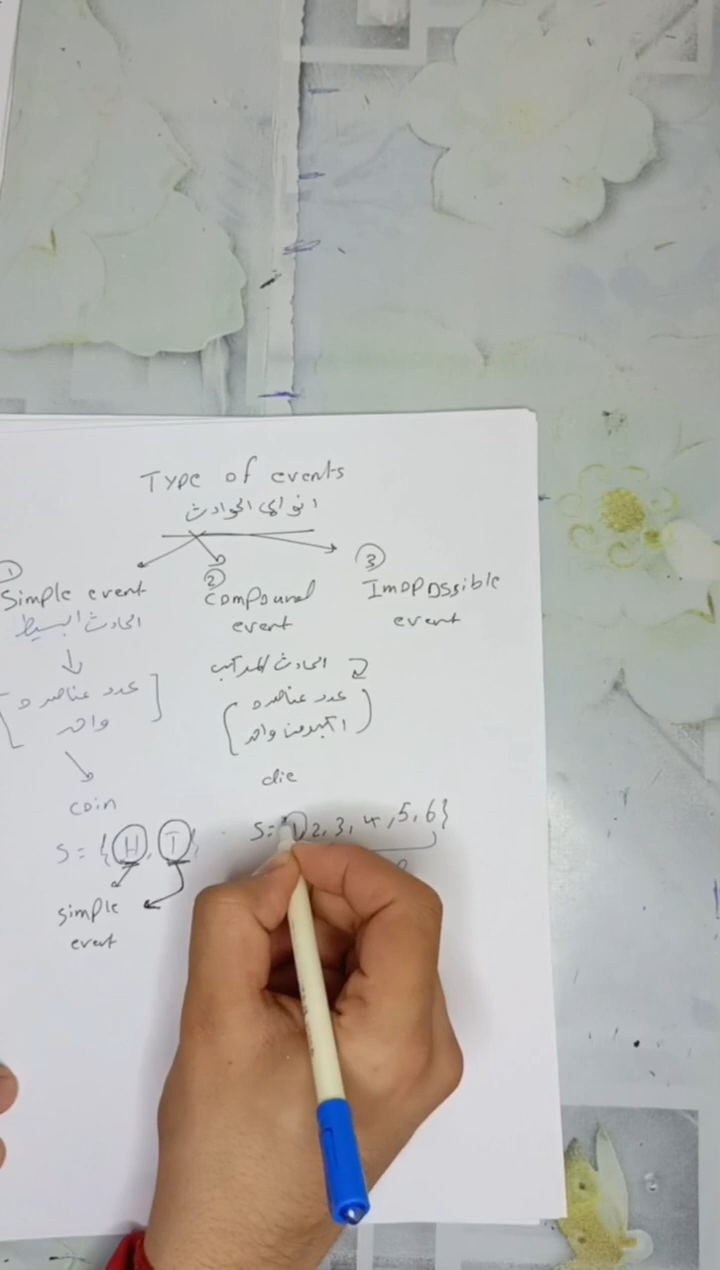 Type of events
انواع الحوادث
1
Simple event
الحادث البسيط
[عدد عناصره
واحد]
coin
S = {H, T}
simple
event
2
compound
event
الحادث المركب
(عدد عناصره
اكبر من واحد)
die
S = {1, 2, 3, 4, 5, 6}
3
Imopossible
event